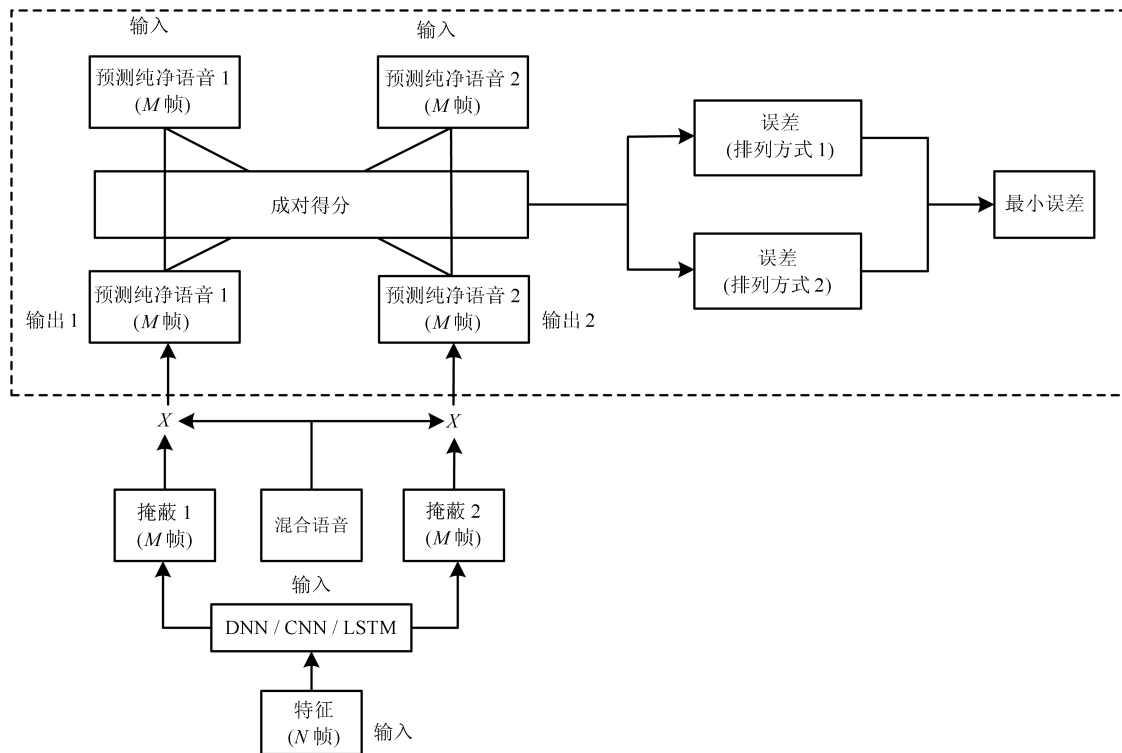 输入
输入
预测纯净语音 1
(M 帧)
预测纯净语音 2
(M 帧)
误差
(排列方式 1)
成对得分
最小误差
误差
(排列方式 2)
预测纯净语音 1
(M 帧)
预测纯净语音 2
(M 帧)
输出 1
输出 2
X
X
掩蔽 1
(M 帧)
混合语音
掩蔽 2
(M 帧)
输入
DNN / CNN / LSTM
特征
(N 帧)
输入